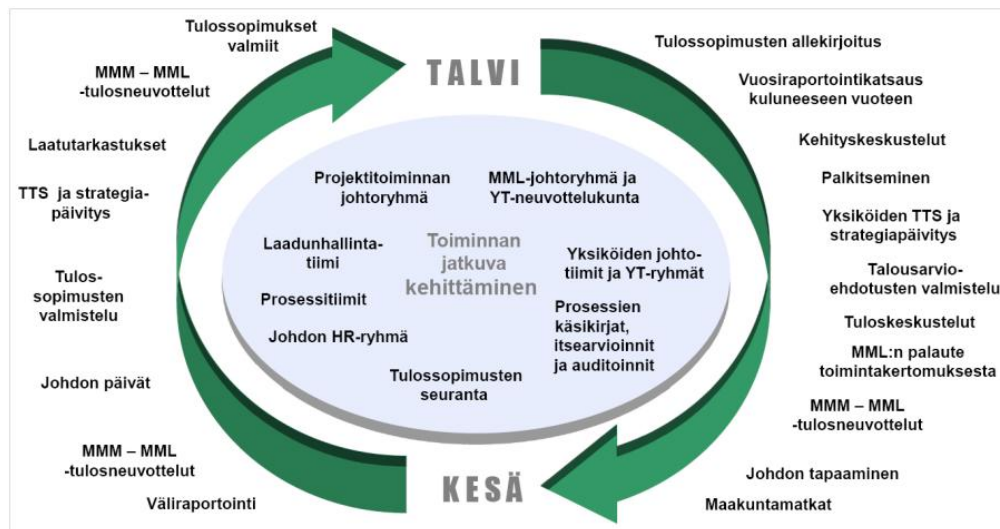 TALVI
Tulossopimusten allekirjoitus
Vuosiraportointikatsaus
kuluneeseen vuoteen
Kehityskeskustelut
Palkitseminen
Yksiköiden TTS ja
strategiapäivitys
Talousarvio-
ehdotusten valmistelu
Tuloskeskustelut
MML:n palaute
toimintakertomuksesta
MMM – MML
-tulosneuvottelut
Johdon tapaaminen
Maakuntamatkat
KESÄ
Väliraportointi
MMM – MML
-tulosneuvottelut
Johdon päivät
Tulos-
sopimusten
valmistelu
TTS ja strategia-
päivitys
Laatutarkastukset
MMM – MML
-tulosneuvottelut
Tulossopimukset
valmiit
Projektitoiminnan
johtoryhmä
MML-johtoryhmä ja
YT-neuvottelukunta
Laadunhallinta-
tiimi
Toiminnan
jatkuva
kehittäminen
Yksiköiden johto-
tiimit ja YT-ryhmät
Prosessitiimit
Prosessien
käsikirjat,
itsearvioinnit
ja auditoinnit
Johdon HR-ryhmä
Tulossopimusten
seuranta